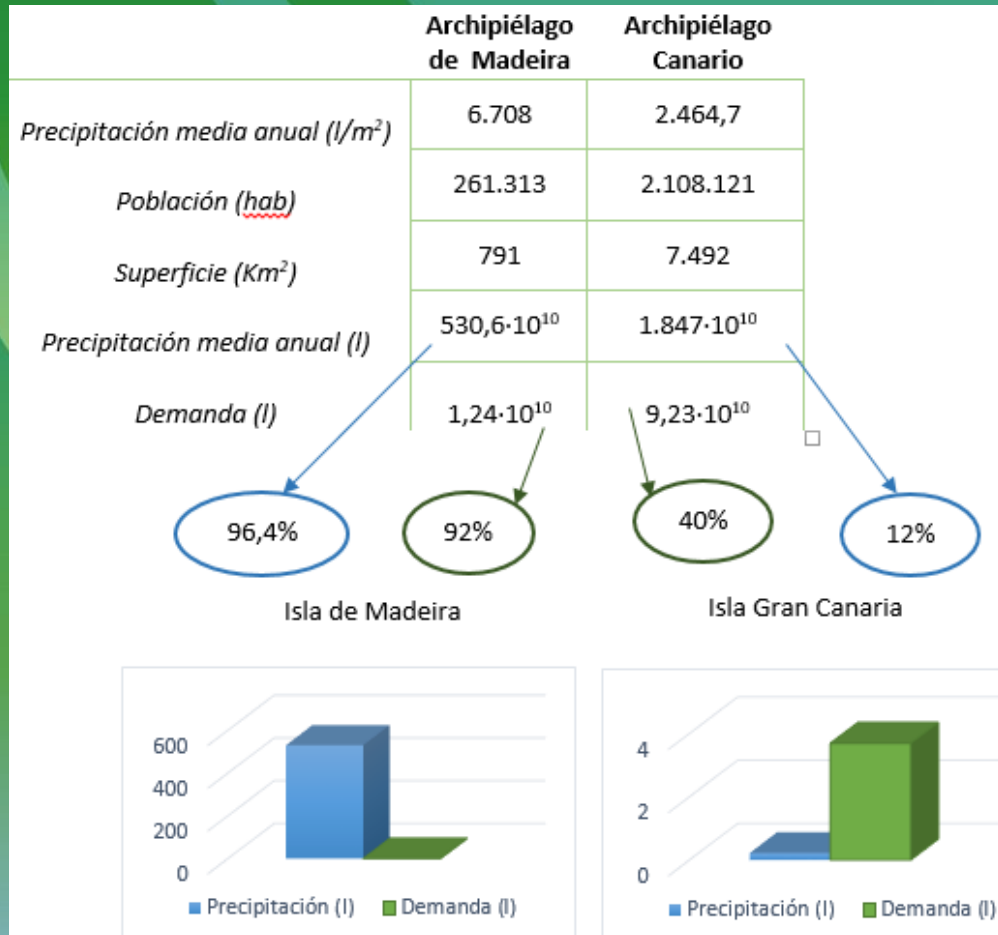 Archipiélago Archipiélago
de Madeira Canario
Precipitación media anual (l/m²) 6.708 2.464,7
Población (hab) 261.313 2.108.121
Superficie (Km²) 791 7.492
Precipitación media anual (l) 530,6·10¹⁰ 1.847·10¹⁰
Demanda (l) 1,24·10¹⁰ 9,23·10¹⁰
96,4% 92% 40% 12%
Isla de Madeira Isla Gran Canaria
600
400
200
0
Precipitación (l) Demanda (l)
4
2
0
Precipitación (l) Demanda (l)